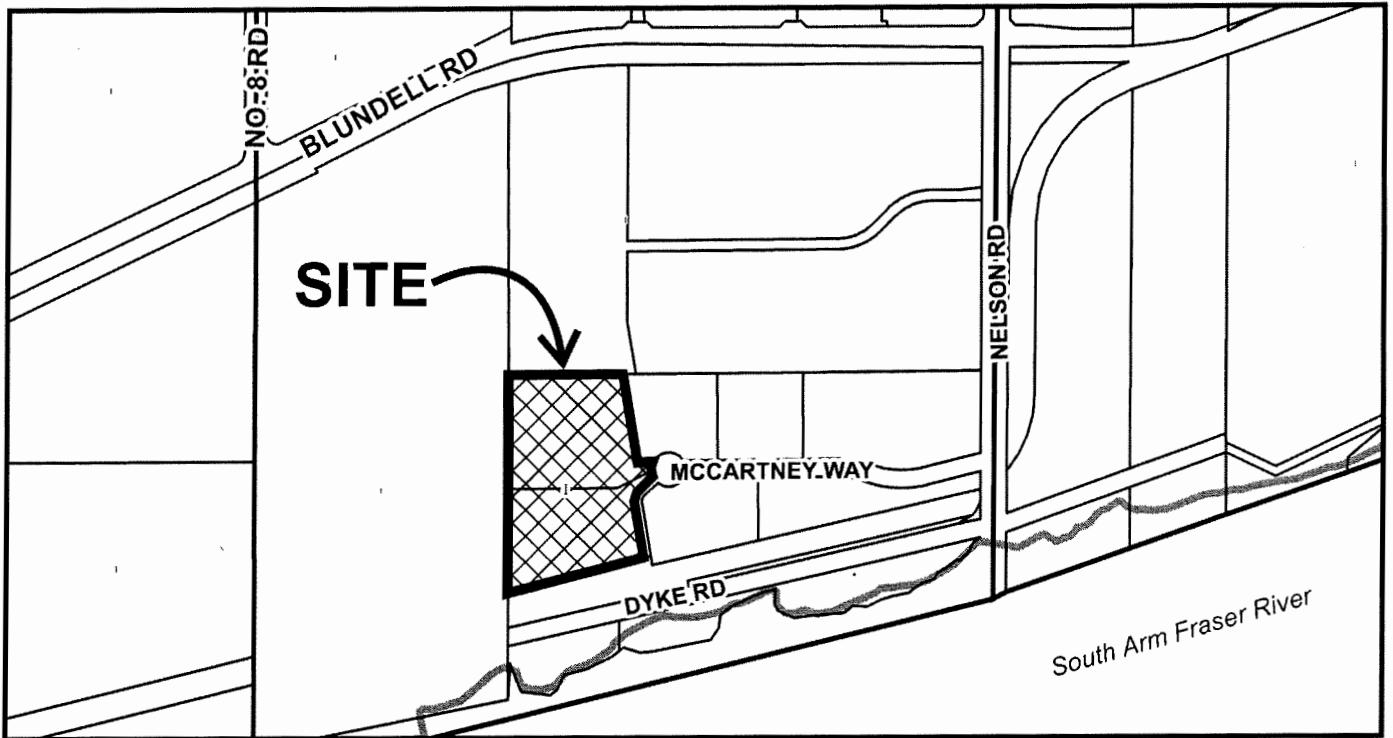 NO. 8 RD
BLUNDELL RD
SITE
NELSON RD
MCCARTNEY WAY
DYKE RD
South Arm Fraser River